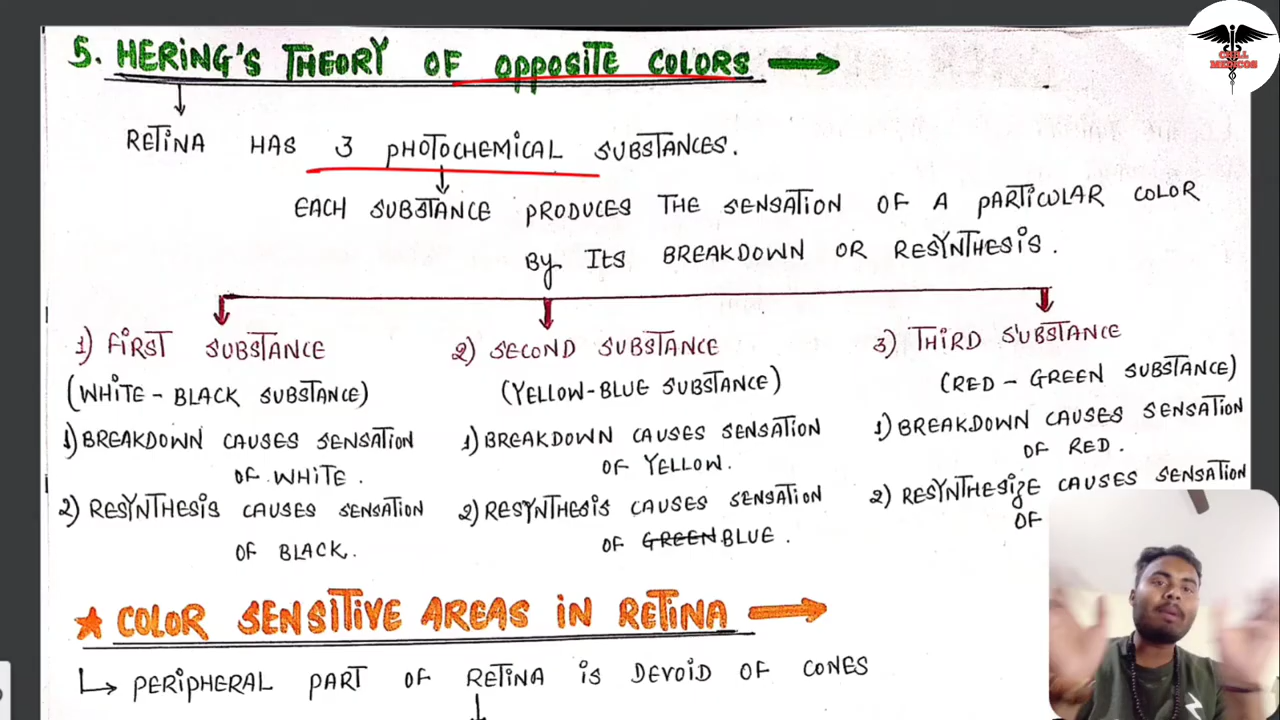 5. HERING'S THEORY OF OPPOSITE COLORS
CHILL
MEDICOS
RETINA HAS 3 PHOTOCHEMICAL SUBSTANCES.
EACH SUBSTANCE PRODUCES THE SENSATION OF A PARTICULAR COLOR
BY ITS BREAKDOWN OR RESYNTHESIS.
1) FIRST SUBSTANCE
(WHITE - BLACK SUBSTANCE)
1) BREAKDOWN CAUSES SENSATION
OF WHITE.
2) RESYNTHESIS CAUSES SENSATION
OF BLACK.
2) SECOND SUBSTANCE
(YELLOW-BLUE SUBSTANCE)
1) BREAKDOWN CAUSES SENSATION
OF YELLOW.
2) RESYNTHESIS CAUSES SENSATION
OF GREEN BLUE.
3) THIRD SUBSTANCE
(RED - GREEN SUBSTANCE)
1) BREAKDOWN CAUSES SENSATION
OF RED.
2) RESYNTHESIZE CAUSES SENSATION
OF
★ COLOR SENSITIVE AREAS IN RETINA
PERIPHERAL PART OF RETINA IS DEVOID OF CONES